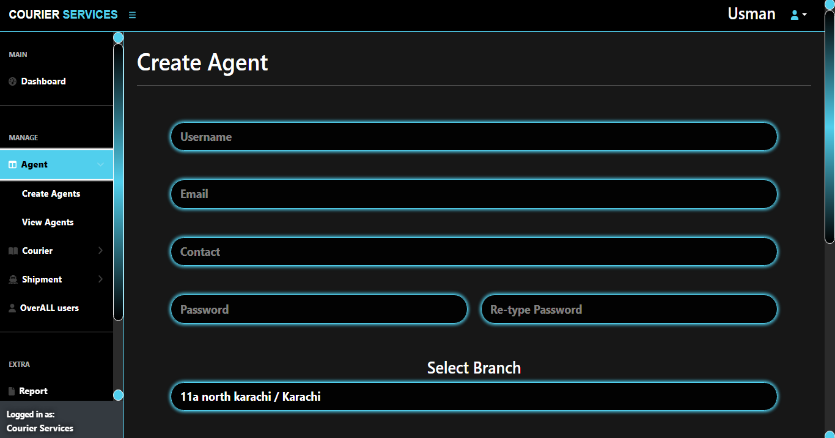 COURIER SERVICES
Usman
MAIN
Dashboard
MANAGE
Agent
Create Agents
View Agents
Courier
Shipment
OverALL users
EXTRA
Report
Logged in as:
Courier Services
Create Agent
Username
Email
Contact
Password
Re-type Password
Select Branch
11a north karachi / Karachi